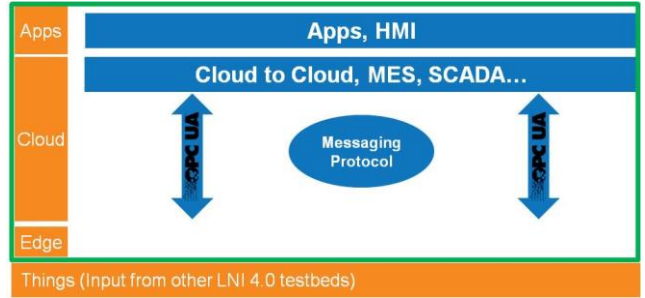 Apps
Apps, HMI
Cloud to Cloud, MES, SCADA...
Cloud
OPC UA
Messaging
Protocol
OPC UA
Edge
Things (Input from other LNI 4.0 testbeds)